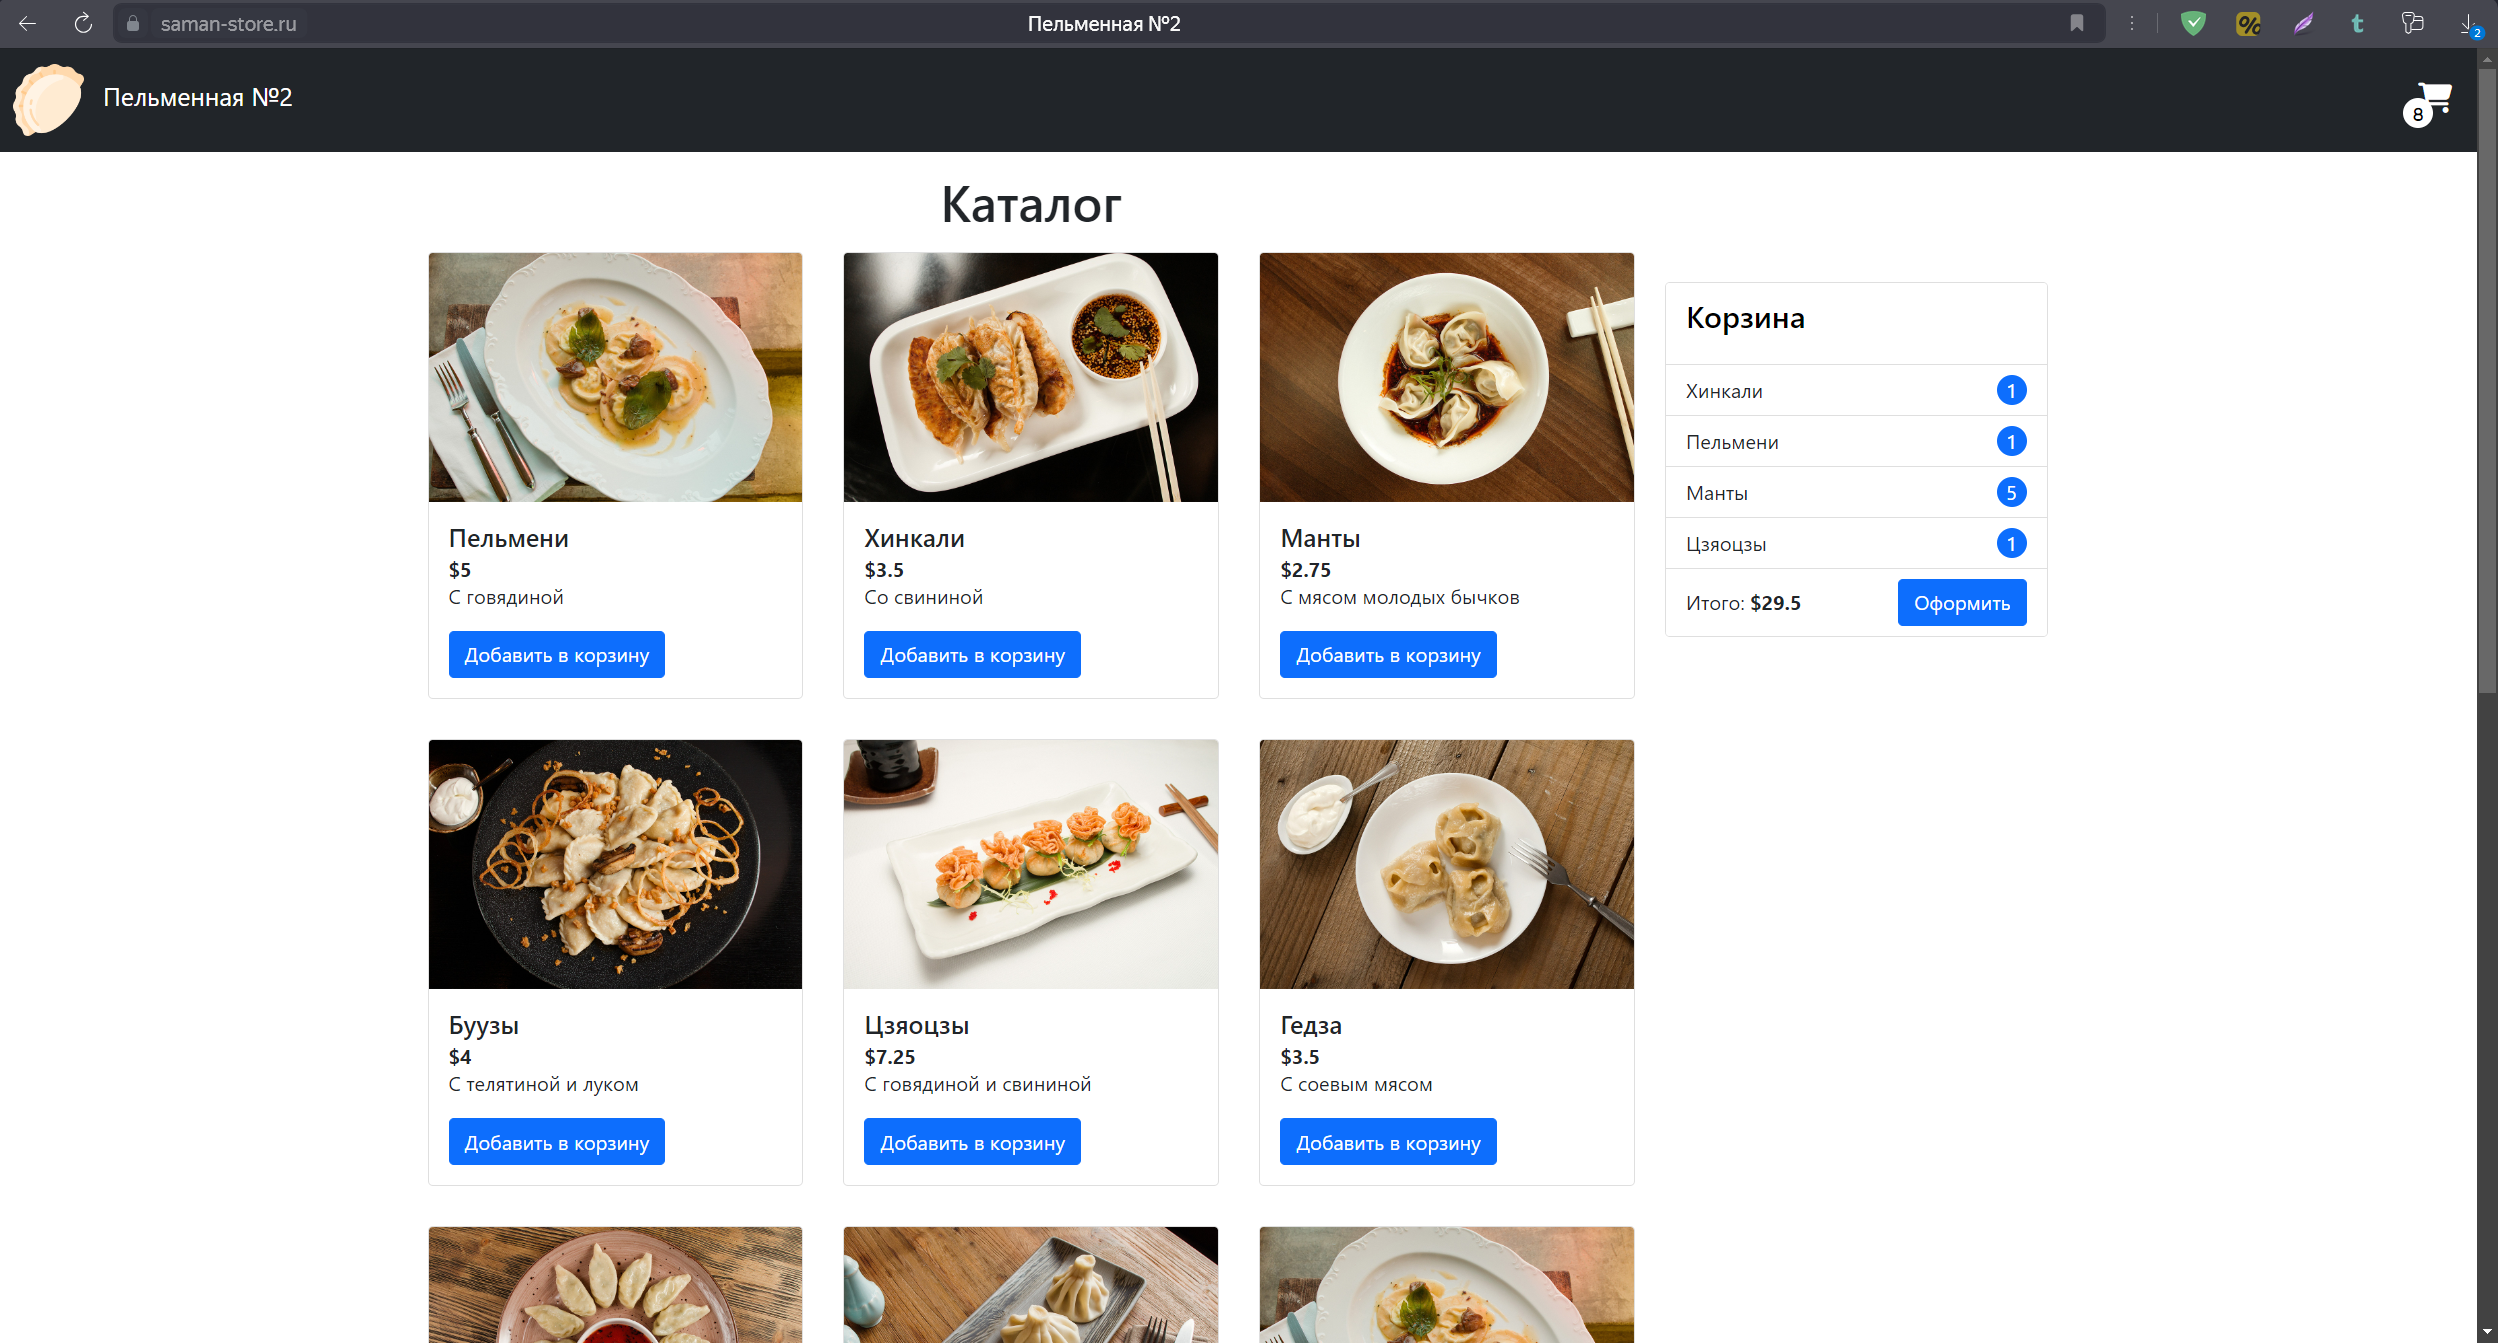 saman-store.ru
Пельменная №2
2
Пельменная №2
8
Каталог
Пельмени
$5
С говядиной
Добавить в корзину
Хинкали
$3.5
Со свининой
Добавить в корзину
Манты
$2.75
С мясом молодых бычков
Добавить в корзину
Корзина
Хинкали 1
Пельмени 1
Манты 5
Цзяоцзы 1
Итого: $29.5 Оформить
Буузы
$4
С телятиной и луком
Добавить в корзину
Цзяоцзы
$7.25
С говядиной и свининой
Добавить в корзину
Гедза
$3.5
С соевым мясом
Добавить в корзину